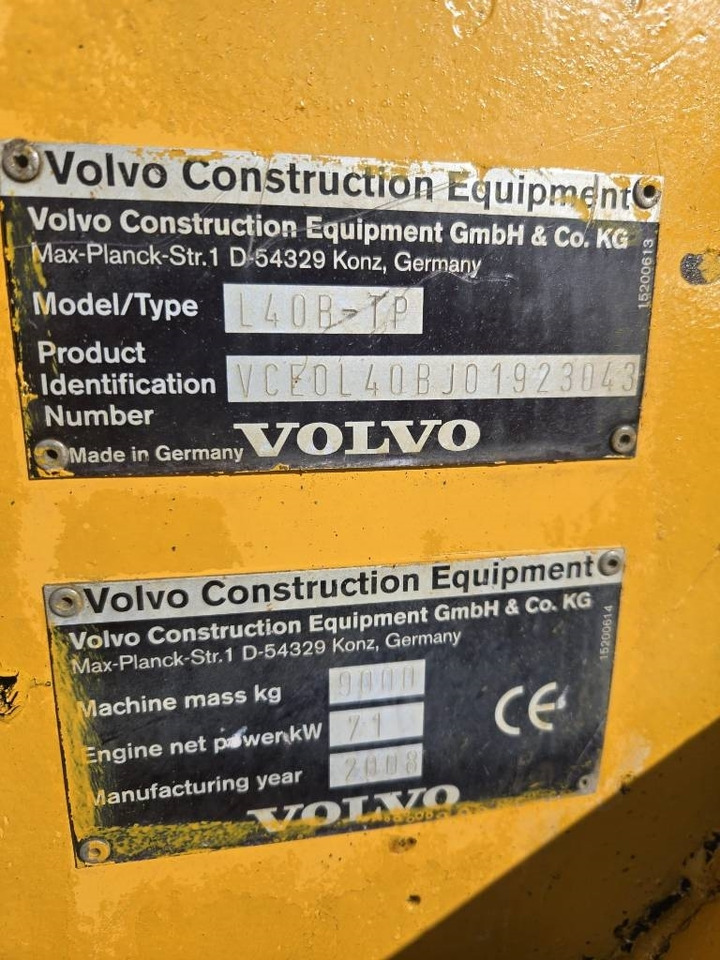 Volvo Construction Equipment
Volvo Construction Equipment GmbH & Co. KG
Max-Planck-Str.1 D-54329 Konz, Germany
15200613
Model/Type L40B-TP
Product
Identification VCE0L40BJ01923043
Number
Made in Germany VOLVO
Volvo Construction Equipment
Volvo Construction Equipment GmbH & Co. KG
Max-Planck-Str.1 D-54329 Konz, Germany
15200614
Machine mass kg 9000
Engine net power kW 71
CE
Manufacturing year 2008
VOLVO